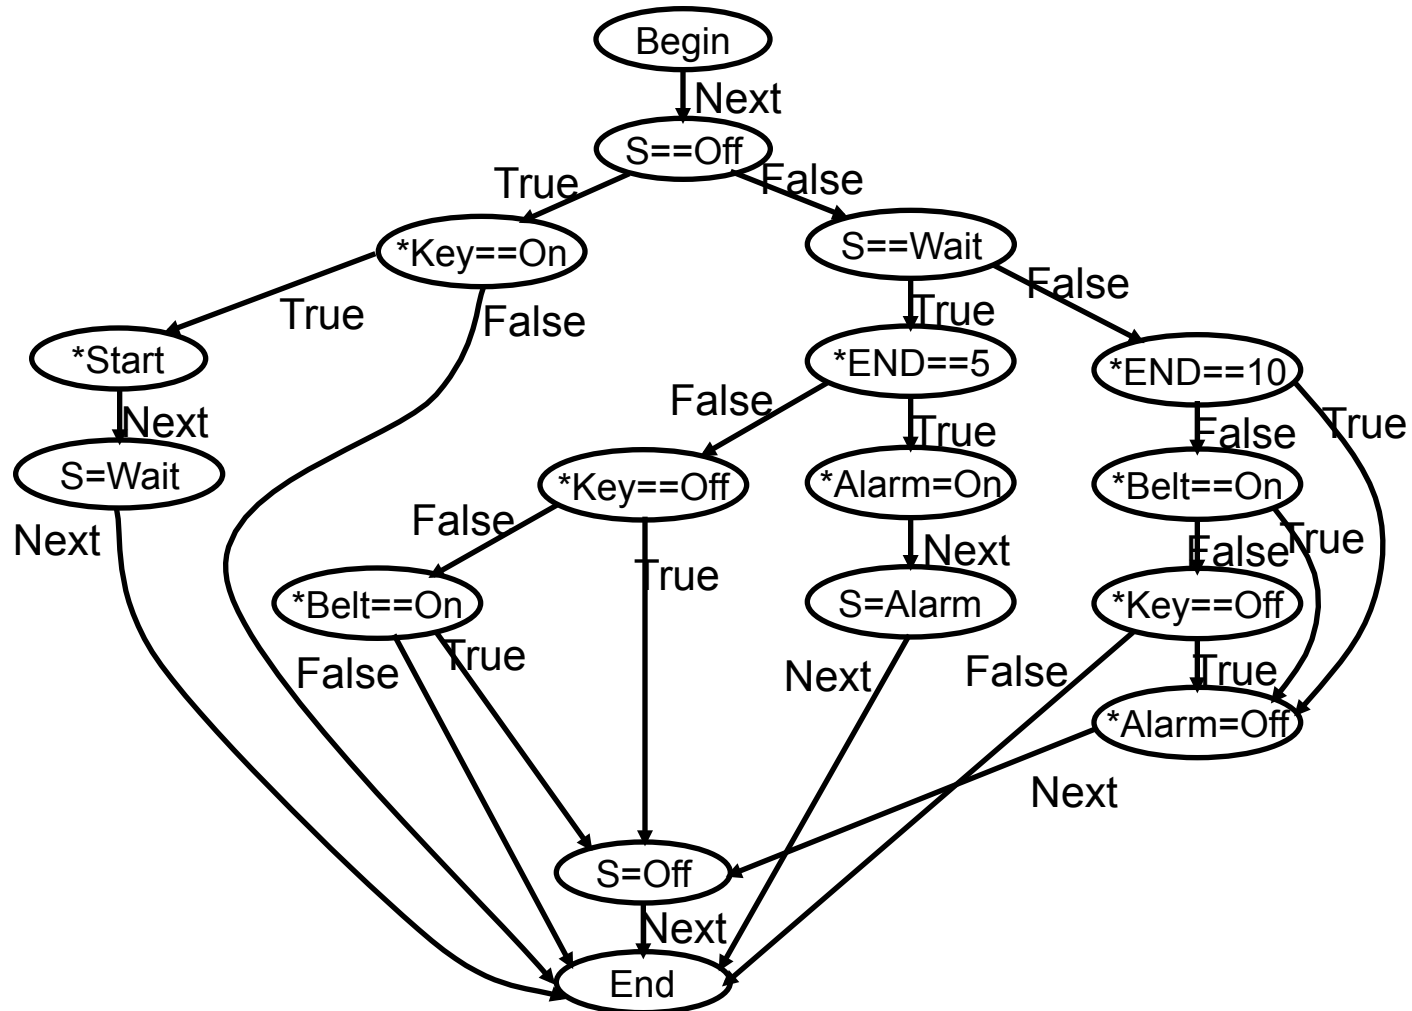 Begin
Next
S==Off
True
False
*Key==On
S==Wait
True
False
True
False
*Start
*END==5
*END==10
Next
False
True
False
True
S=Wait
*Key==Off
*Alarm=On
*Belt==On
Next
False
True
Next
False
True
*Belt==On
S=Alarm
*Key==Off
False
True
Next
False
True
*Alarm=Off
Next
S=Off
Next
End